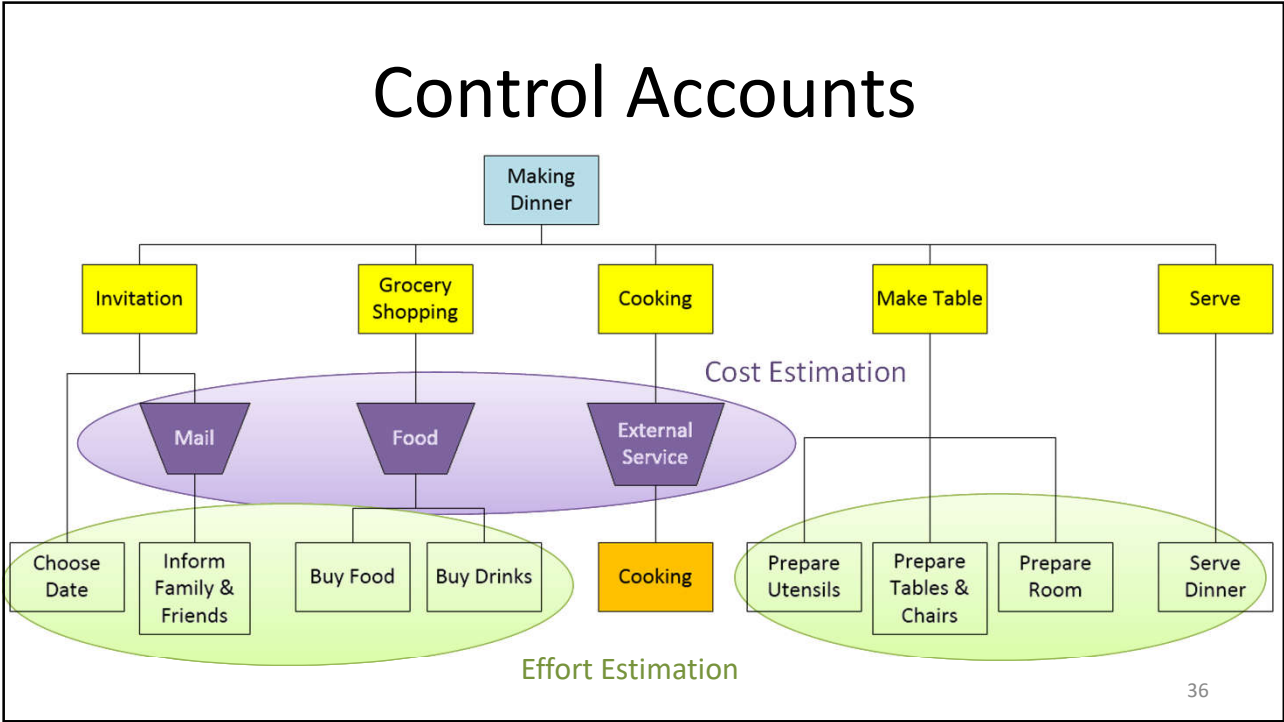 Control Accounts
Making
Dinner
Invitation
Grocery
Shopping
Cooking
Make Table
Serve
Cost Estimation
Mail
Food
External
Service
Choose
Date
Inform
Family &
Friends
Buy Food
Buy Drinks
Cooking
Prepare
Utensils
Prepare
Tables &
Chairs
Prepare
Room
Serve
Dinner
Effort Estimation
36